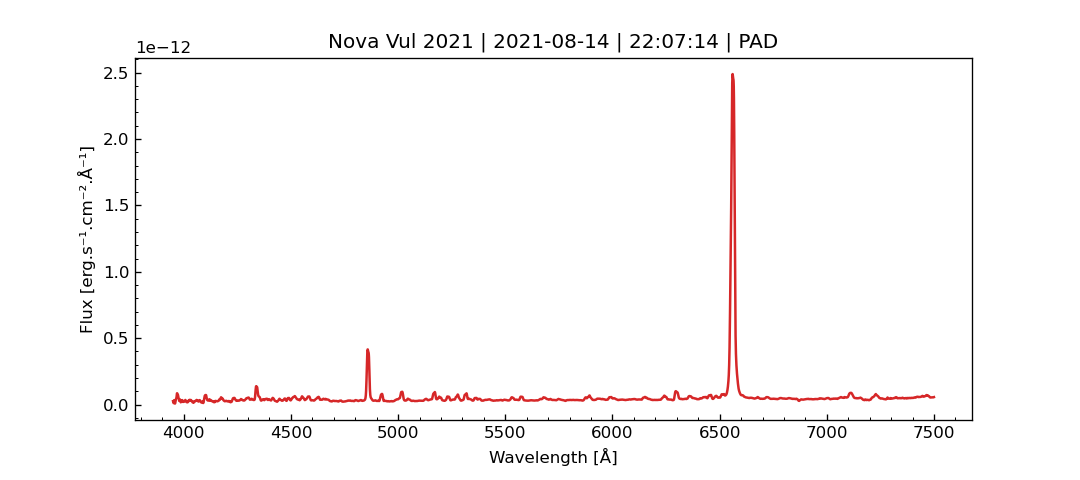 Nova Vul 2021 | 2021-08-14 | 22:07:14 | PAD
1e−12
2.5
2.0
1.5
1.0
0.5
0.0
Flux [erg.s⁻¹.cm⁻².Å⁻¹]
4000 4500 5000 5500 6000 6500 7000 7500
Wavelength [Å]